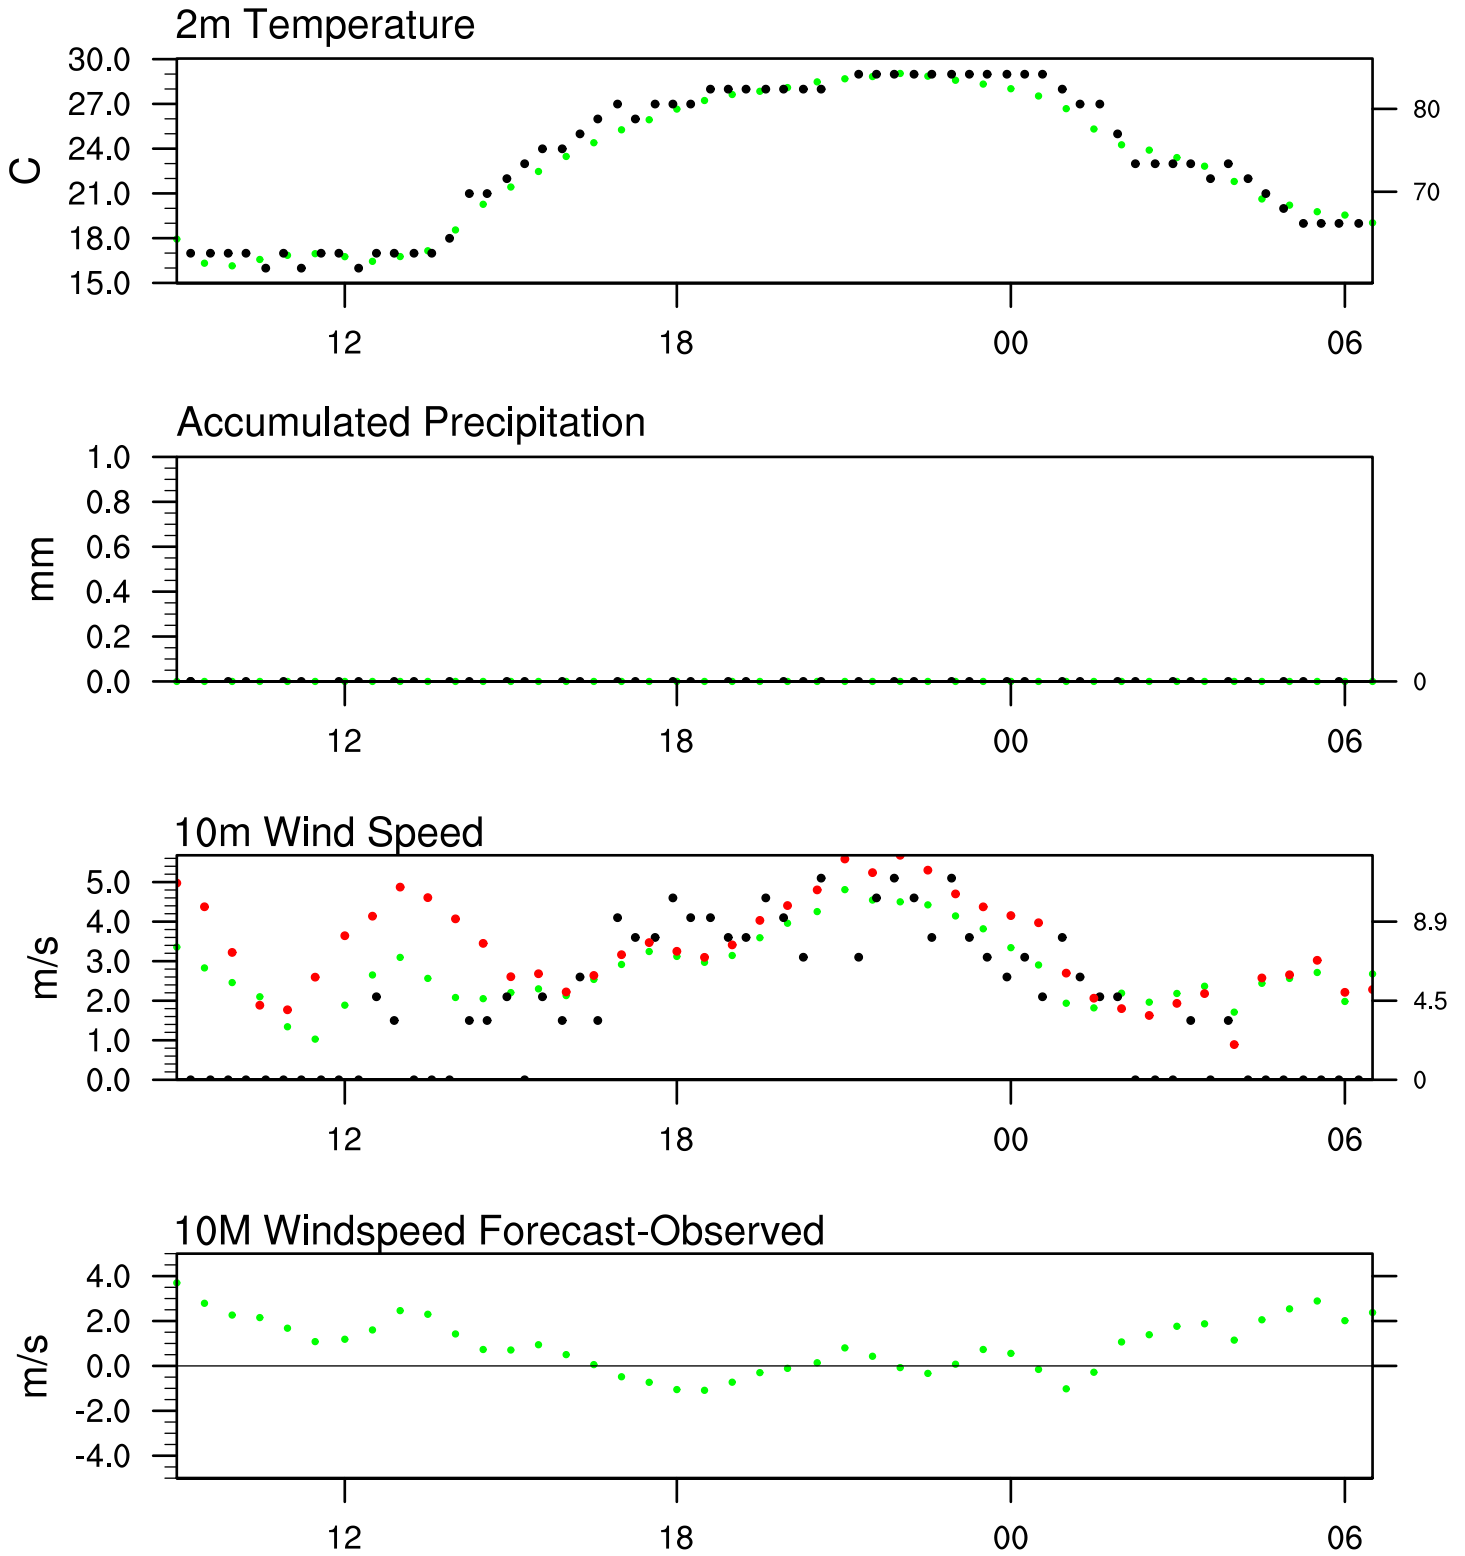 2m Temperature
30.0
27.0
24.0
21.0
18.0
15.0
C
80
70
12 18 00 06
Accumulated Precipitation
1.0
0.8
0.6
0.4
0.2
0.0
mm
0
12 18 00 06
10m Wind Speed
5.0
4.0
3.0
2.0
1.0
0.0
m/s
8.9
4.5
0
12 18 00 06
10M Windspeed Forecast-Observed
4.0
2.0
0.0
-2.0
-4.0
m/s
12 18 00 06